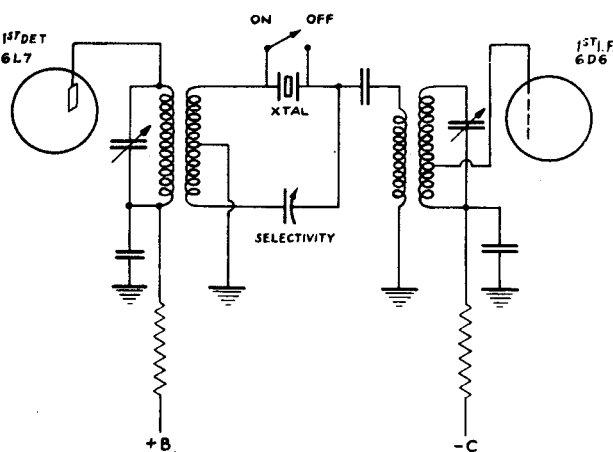 ON OFF
1ST DET
6L7
1ST I.F
6D6
XTAL
SELECTIVITY
+B
-C